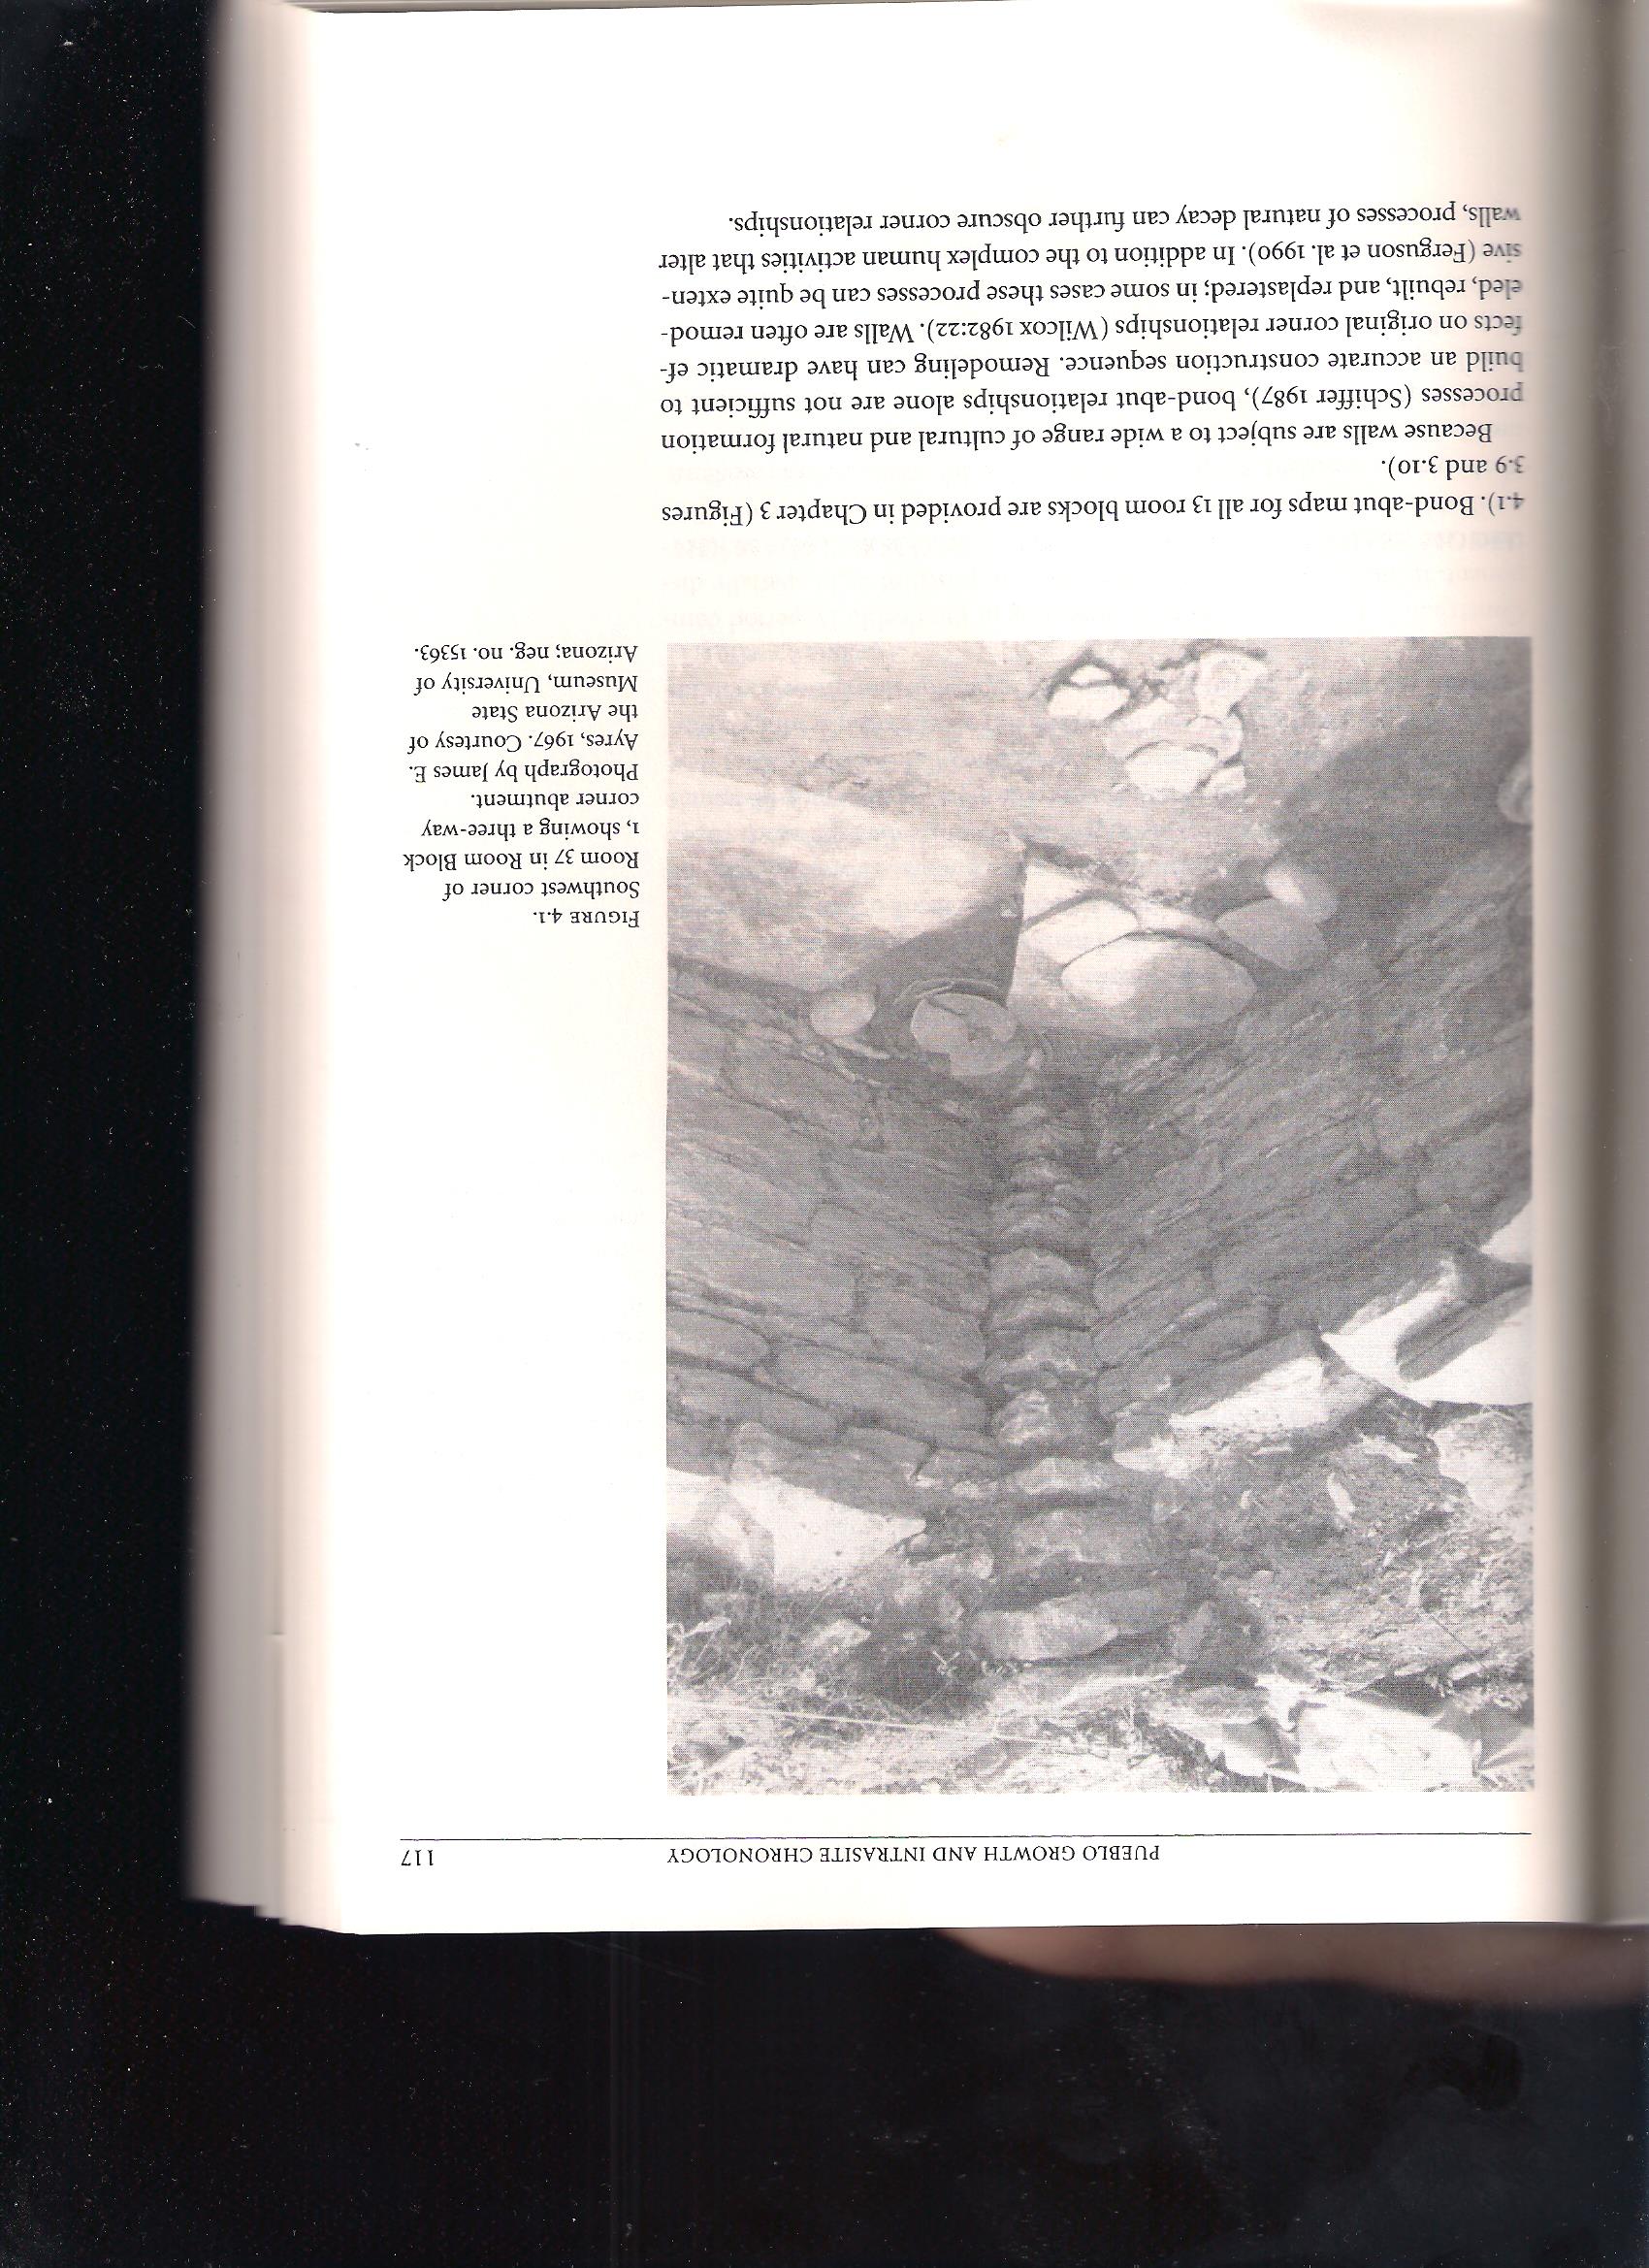 PUEBLO GROWTH AND INTRASITE CHRONOLOGY
117
FIGURE 4.1.
Southwest corner of
Room 37 in Room Block
1, showing a three-way
corner abutment.
Photograph by James E.
Ayres, 1967. Courtesy of
the Arizona State
Museum, University of
Arizona; neg. no. 15363.
4.1). Bond-abut maps for all 13 room blocks are provided in Chapter 3 (Figures
3.9 and 3.10).
Because walls are subject to a wide range of cultural and natural formation
processes (Schiffer 1987), bond-abut relationships alone are not sufficient to
build an accurate construction sequence. Remodeling can have dramatic ef-
fects on original corner relationships (Wilcox 1982:22). Walls are often remod-
eled, rebuilt, and replastered; in some cases these processes can be quite exten-
sive (Ferguson et al. 1990). In addition to the complex human activities that alter
walls, processes of natural decay can further obscure corner relationships.